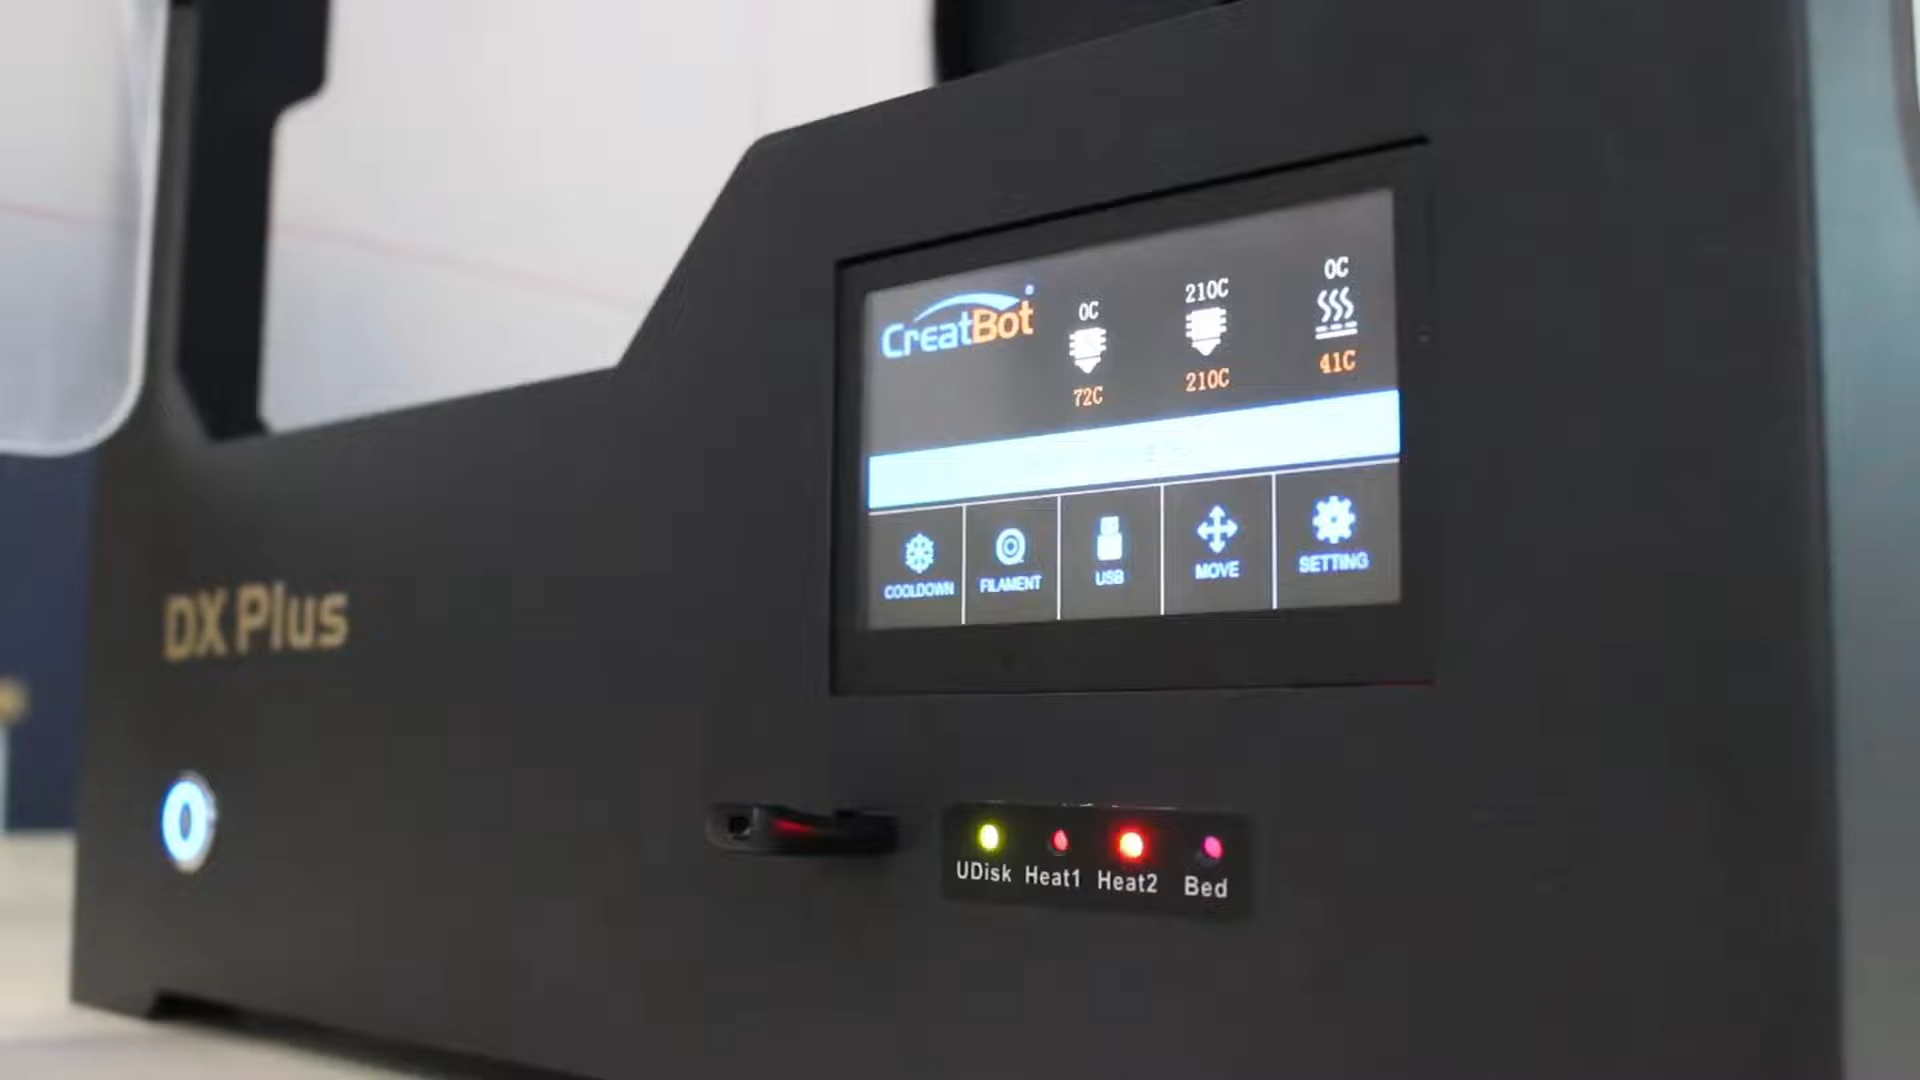 CreatBot
0C
210C
0C
72C
210C
41C
COOLDOWN
FILAMENT
USB
MOVE
SETTING
DX Plus
UDisk Heat1 Heat2 Bed